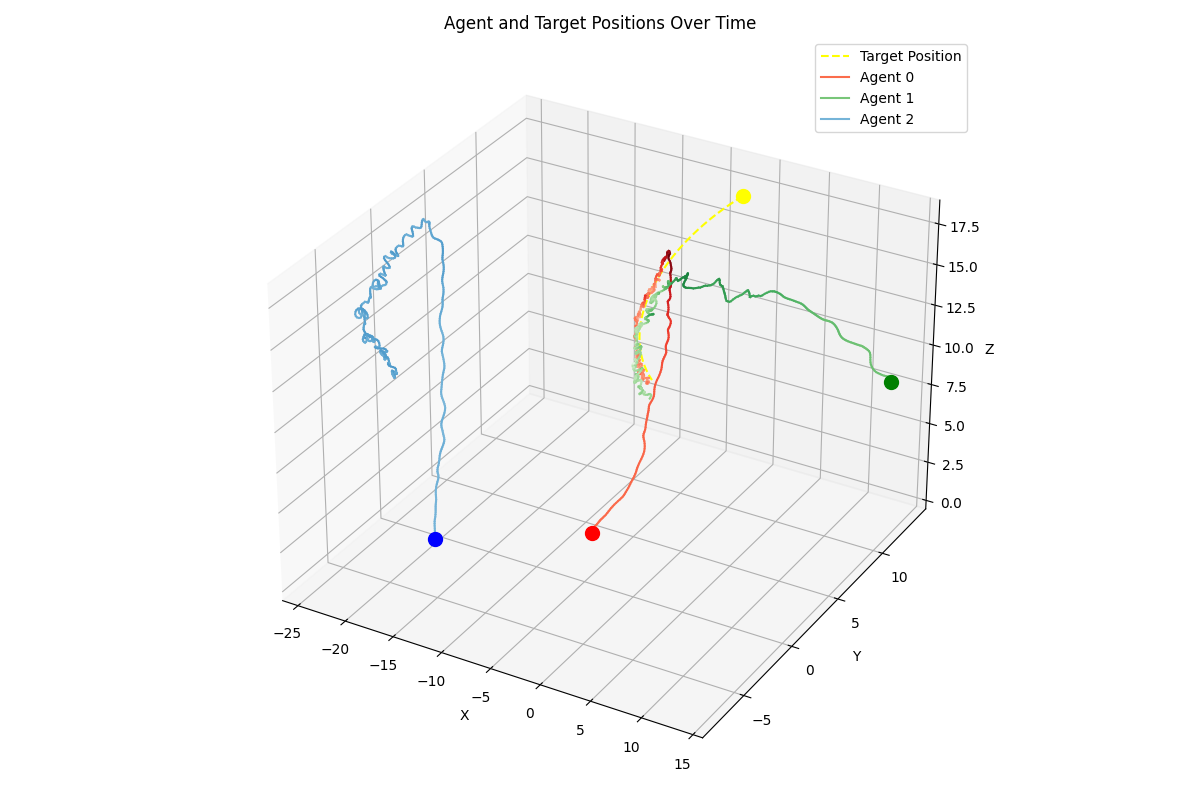 Agent and Target Positions Over Time
Target Position
Agent 0
Agent 1
Agent 2
17.5
15.0
12.5
10.0
Z
7.5
5.0
2.5
0.0
10
5
0
−5
Y
−25
−20
−15
−10
−5
0
5
10
15
X